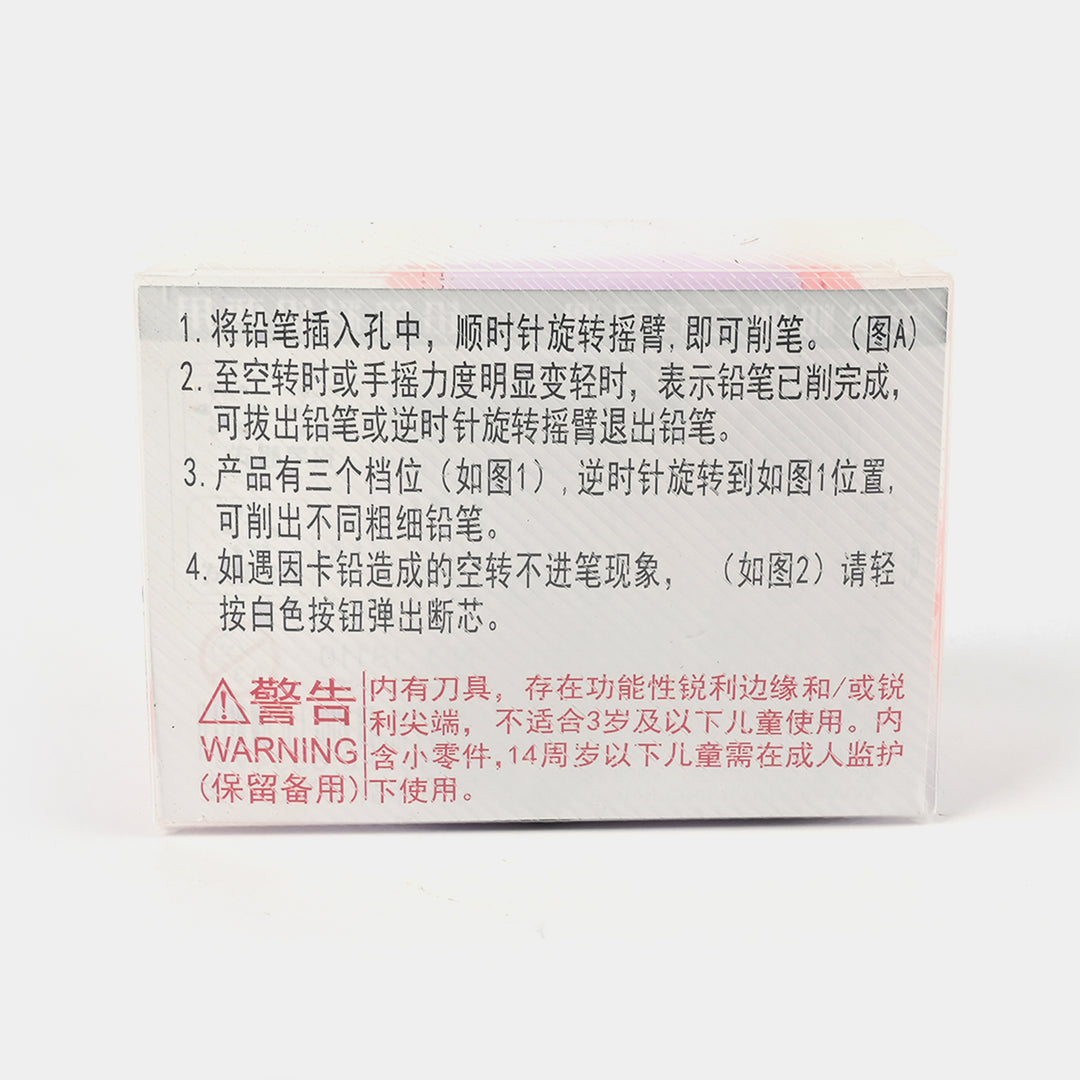 1. 将铅笔插入孔中，顺时针旋转摇臂,即可削笔。（图A）
2. 至空转时或手摇力度明显变轻时，表示铅笔已削完成，
可拔出铅笔或逆时针旋转摇臂退出铅笔。
3. 产品有三个档位（如图1）,逆时针旋转到如图1位置,
可削出不同粗细铅笔。
4. 如遇因卡铅造成的空转不进笔现象，（如图2）请轻
按白色按钮弹出断芯。
警告
WARNING
(保留备用)
内有刀具，存在功能性锐利边缘和/或锐
利尖端，不适合3岁及以下儿童使用。内
含小零件,14周岁以下儿童需在成人监护
下使用。